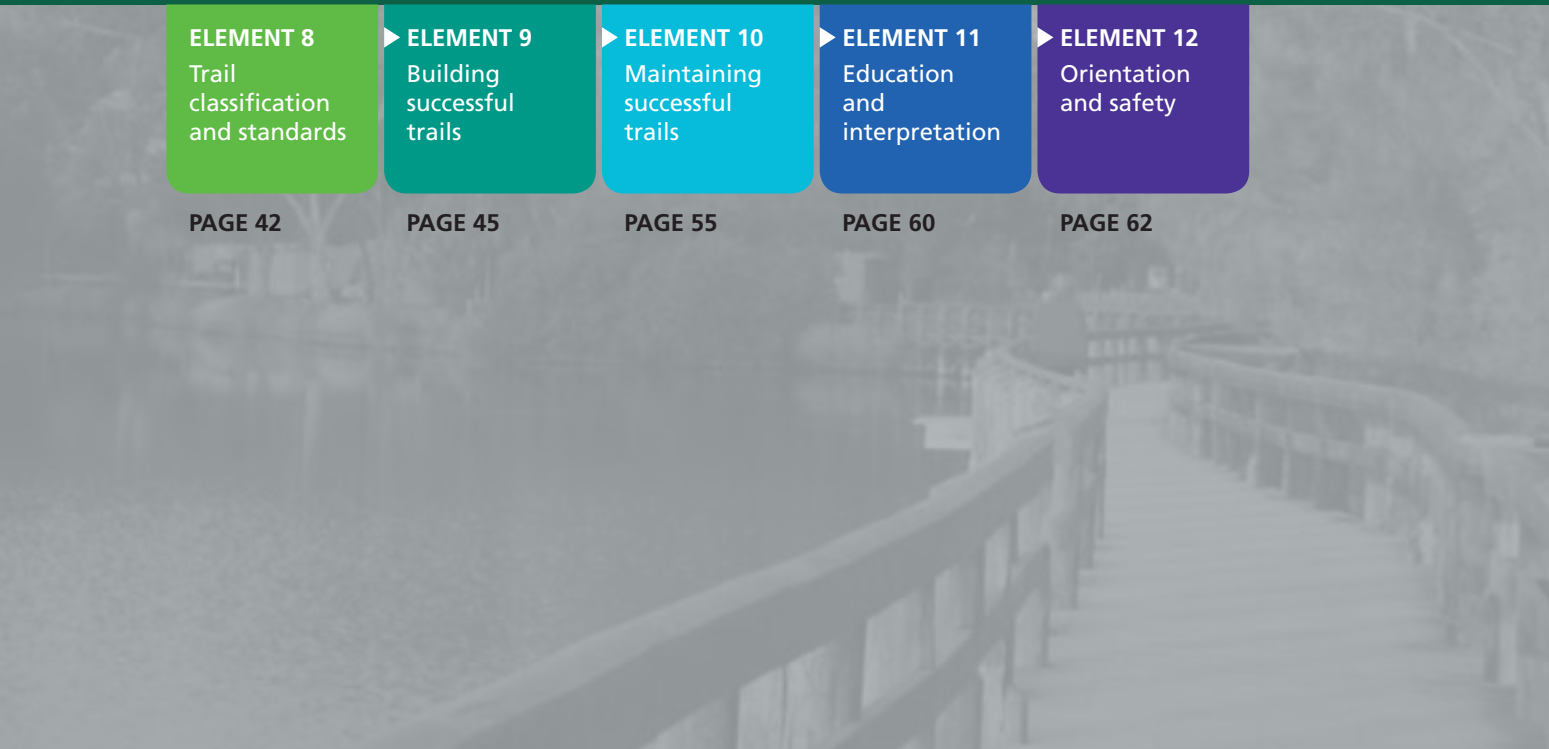 ELEMENT 8
Trail
classification
and standards
PAGE 42
ELEMENT 9
Building
successful
trails
PAGE 45
ELEMENT 10
Maintaining
successful
trails
PAGE 55
ELEMENT 11
Education
and
interpretation
PAGE 60
ELEMENT 12
Orientation
and safety
PAGE 62